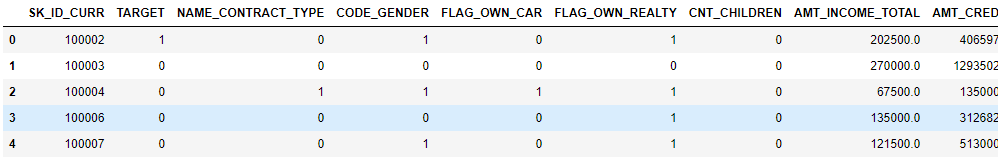 SK_ID_CURR TARGET NAME_CONTRACT_TYPE CODE_GENDER FLAG_OWN_CAR FLAG_OWN_REALTY CNT_CHILDREN AMT_INCOME_TOTAL AMT_CRED
0 100002 1 0 1 0 1 0 202500.0 406597
1 100003 0 0 0 0 0 0 270000.0 1293502
2 100004 0 1 1 1 1 0 67500.0 135000
3 100006 0 0 0 0 1 0 135000.0 312682
4 100007 0 0 1 0 1 0 121500.0 513000